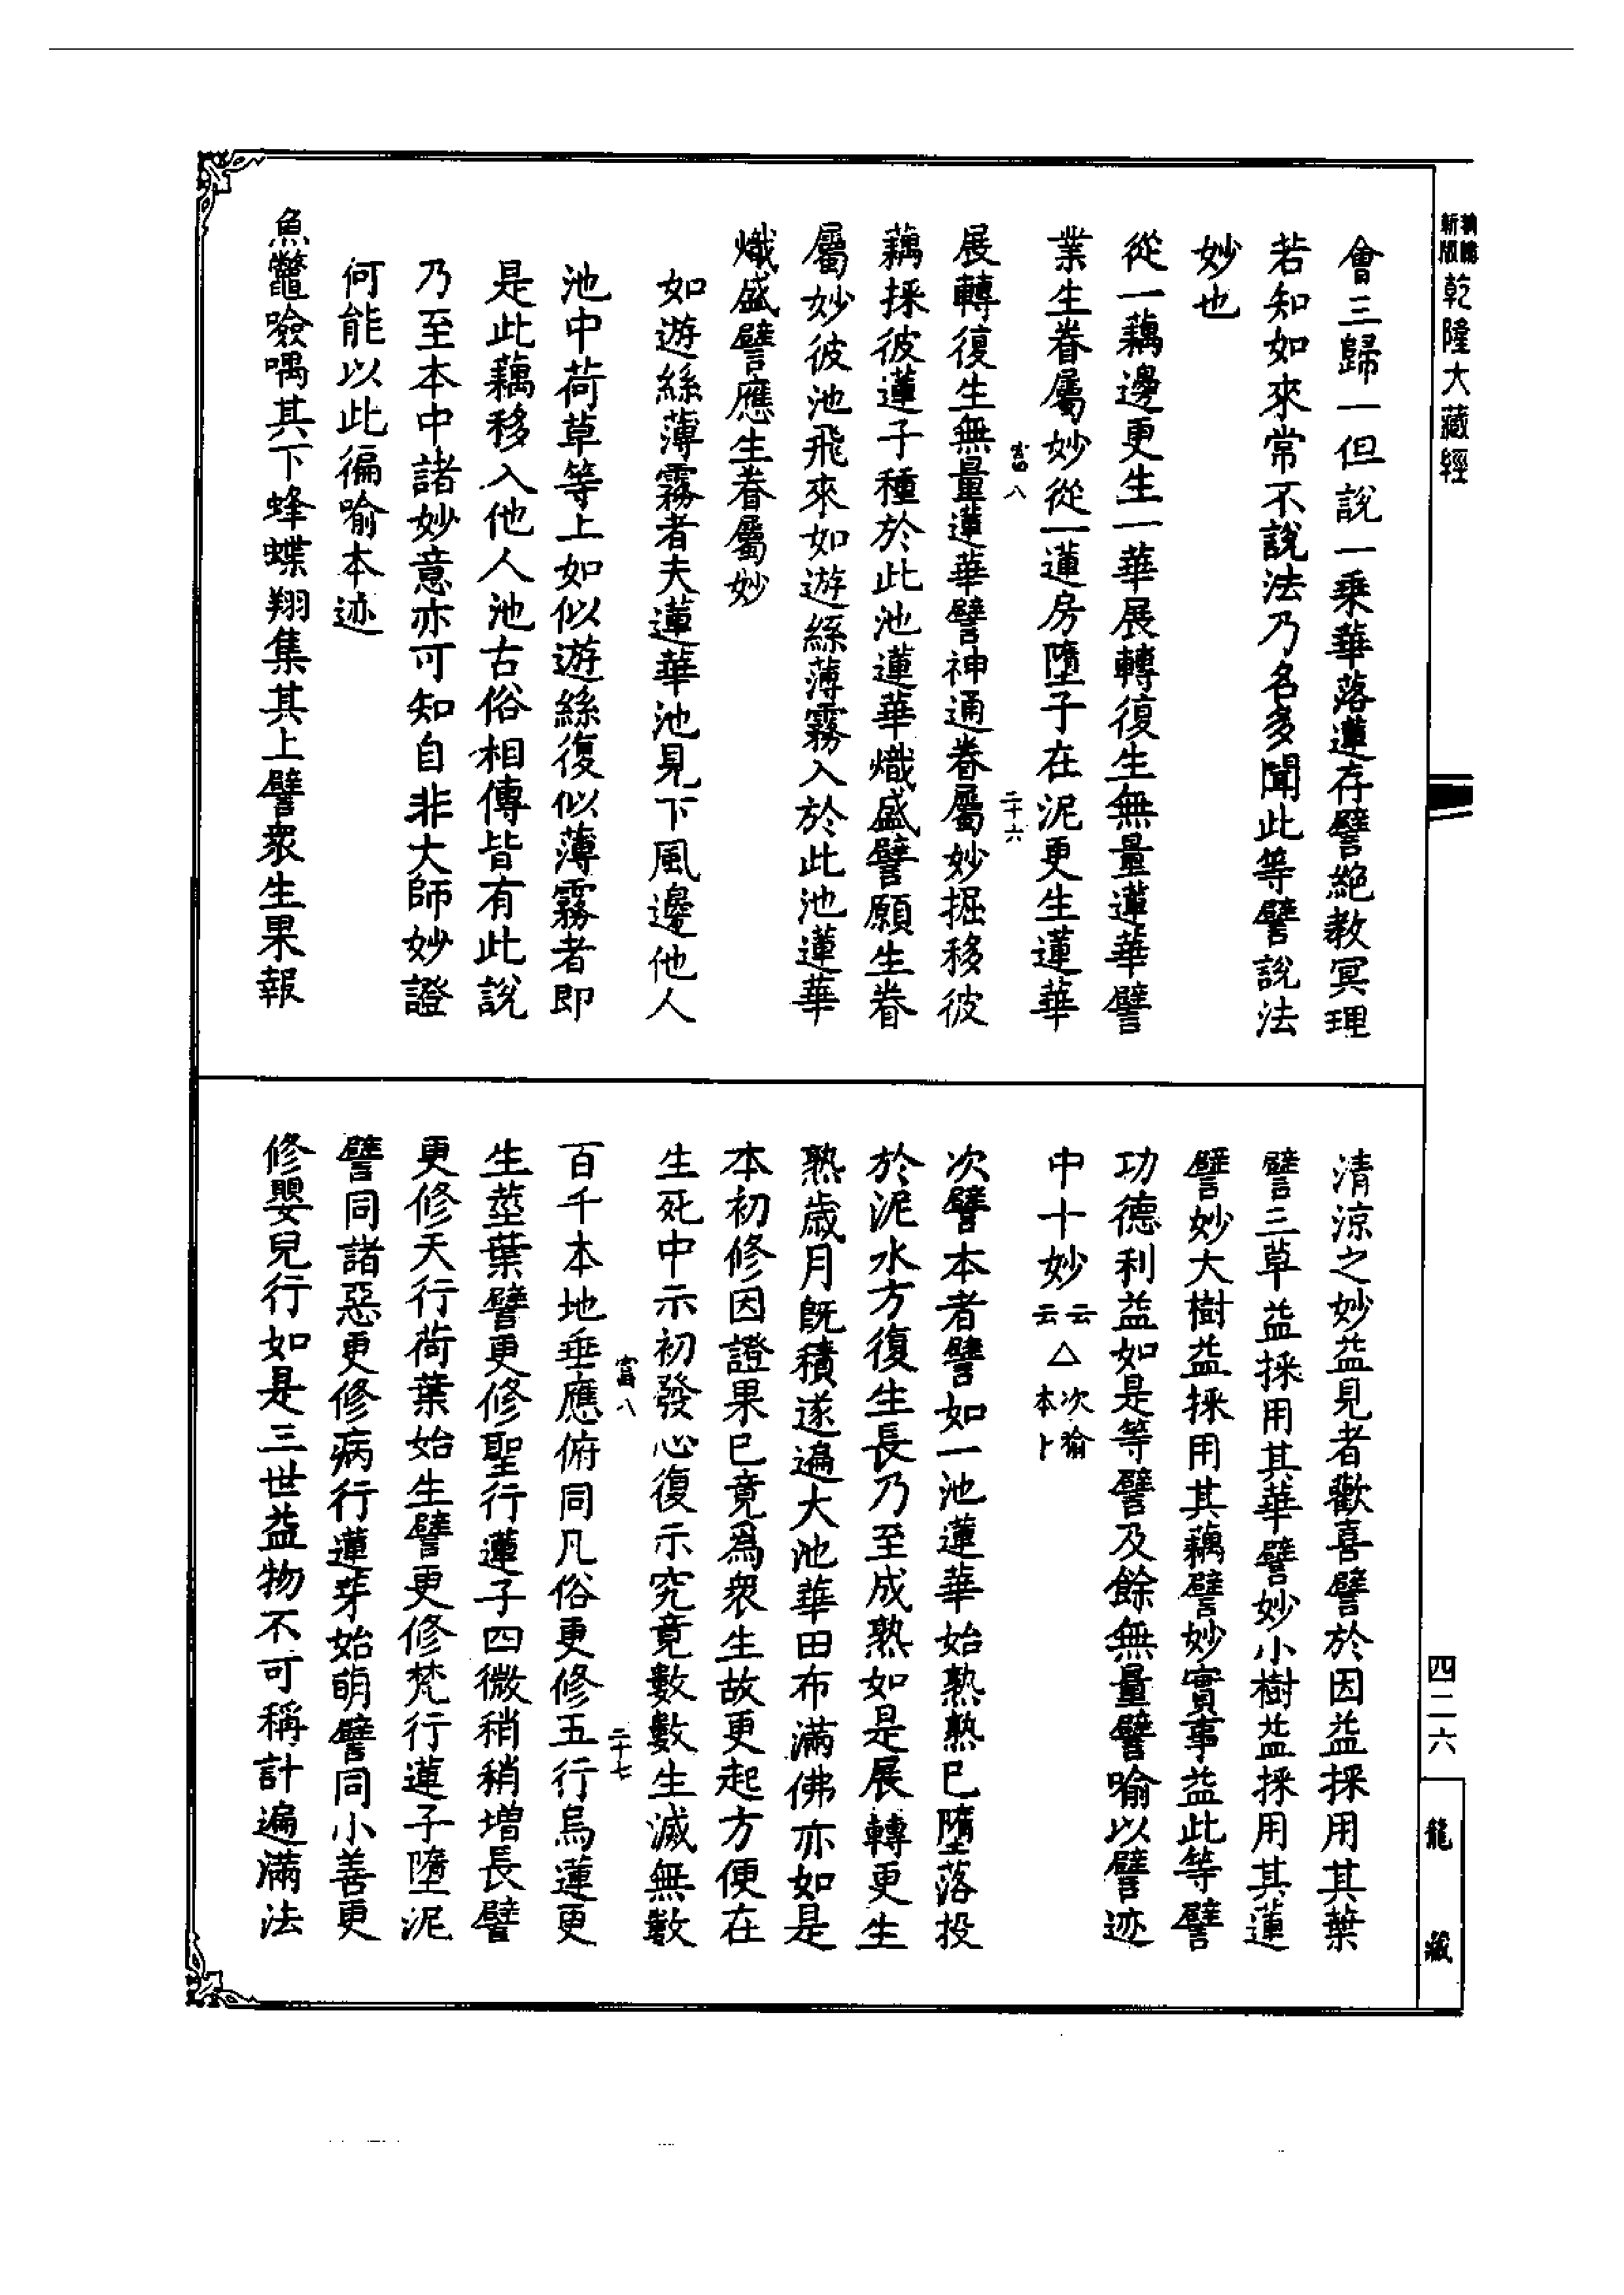 新版
精購
乾隆大藏經
會三歸一但說一乘華落蓮存譬絕教冥理
若知如來常不說法乃名多聞此等譬說法
妙也
從一藕邊更生一華展轉復生無量蓮華譬
業生眷屬妙從一蓮房墮子在泥更生蓮華
富四 八 二十六
展轉復生無量蓮華譬神通眷屬妙掘移彼
藕採彼蓮子種於此池蓮華熾盛譬願生眷
屬妙彼池飛來如遊絲薄霧入於此池蓮華
熾盛譬應生眷屬妙
如遊絲薄霧者夫蓮華池見下風邊他人
池中荷草等上如似遊絲復似薄霧者即
是此藕移入他人池古俗相傳皆有此說
乃至本中諸妙意亦可知自非大師妙證
何能以此徧喻本迹
魚鼈噞喁其下蜂蝶翔集其上譬衆生果報
清涼之妙益見者歡喜譬於因益採用其葉
譬三草益採用其華譬妙小樹益採用其蓮
譬妙大樹益採用其藕譬妙實事益此等譬
功德利益如是等譬及餘無量譬喻以譬迹
中十妙云云△次喻本卜
次譬本者譬如一池蓮華始熟熟已墮落投
於泥水方復生長乃至成熟如是展轉更生
熟歲月旣積遂遍大池華田布滿佛亦如是
本初修因證果已竟爲衆生故更起方便在
生死中示初發心復示究竟數數生滅無數
富 八 二十七
百千本地垂應俯同凡俗更修五行烏蓮更
生莖葉譬更修聖行蓮子四微稍稍增長譬
更修天行荷葉始生譬更修梵行蓮子墮泥
譬同諸惡更修病行蓮芽始萌譬同小善更
修嬰兒行如是三世益物不可稱計遍滿法
四二六
龍藏